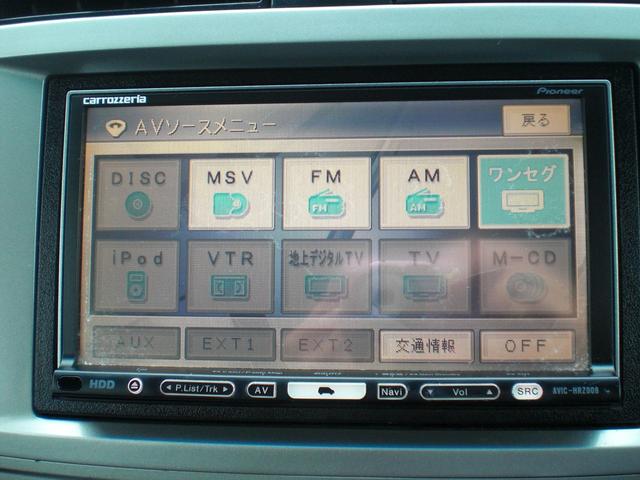 carrozzeria
Pioneer
AVソースメニュー
戻る
DISC MSV FM AM ワンセグ
FM AM
iPod VTR 地上デジタルTV TV M-CD
AUX EXT1 EXT2 交通情報 OFF
HDD P.List/Trk AV Navi Vol SRC AVIC-HRZ908